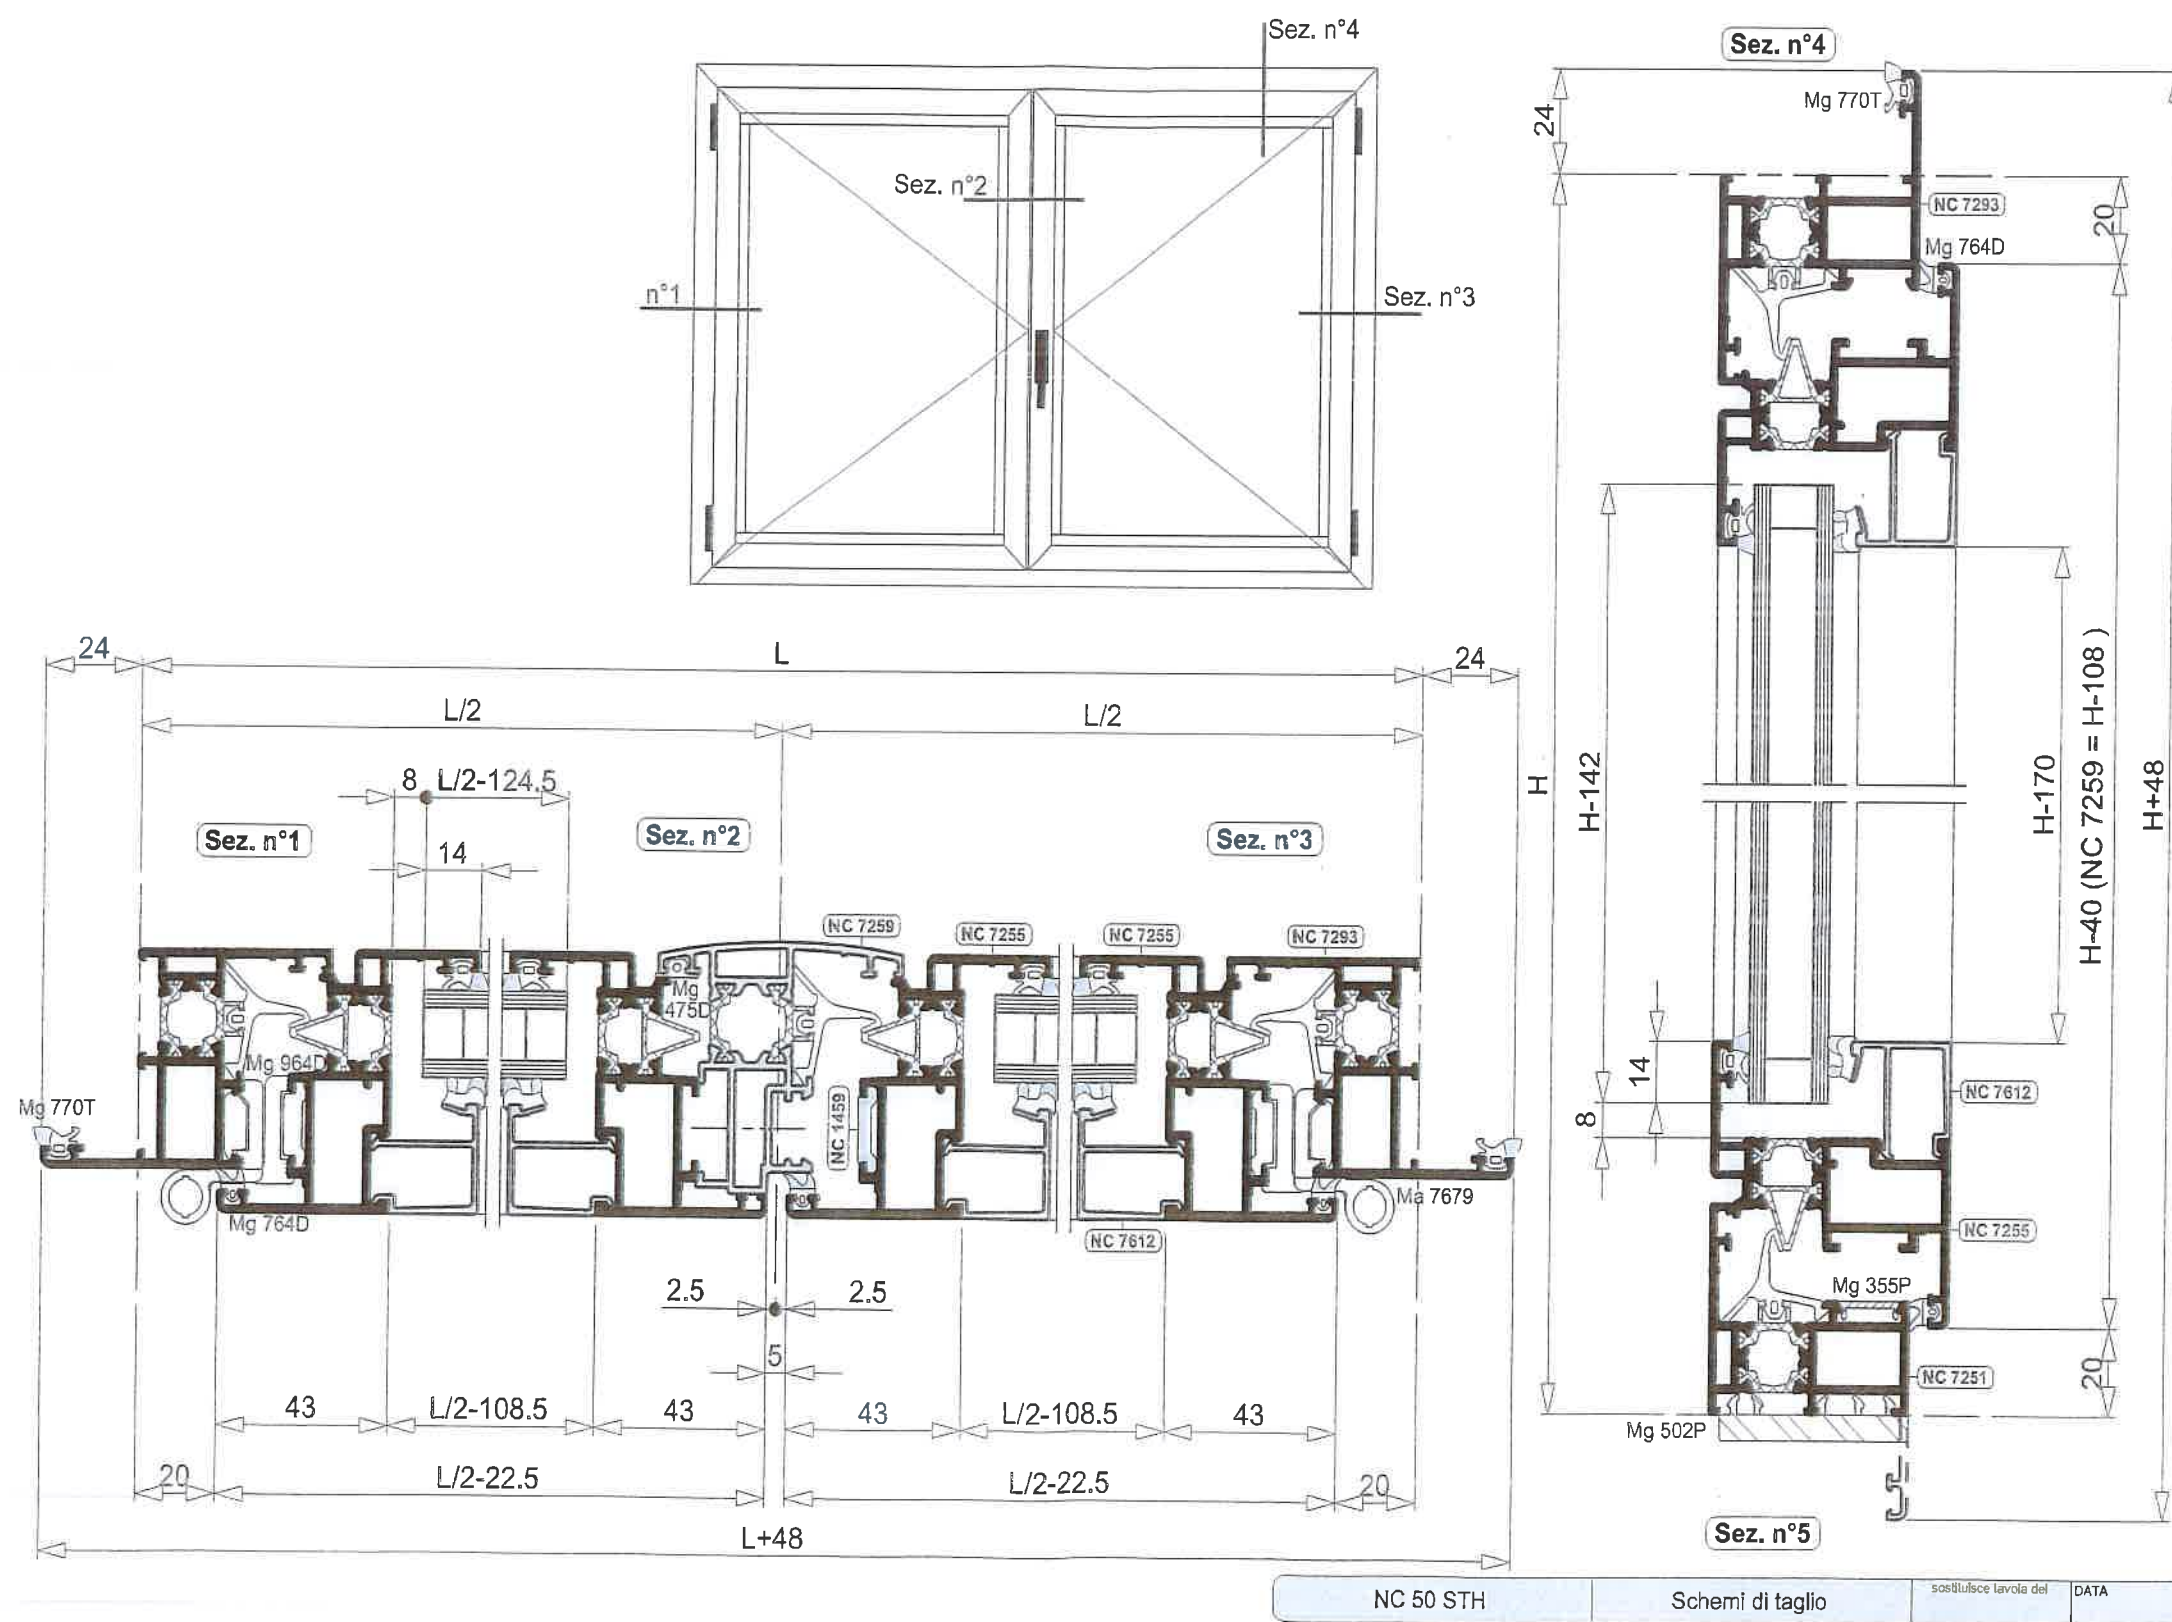 Sez. n°4
Sez. n°2
n°1
Sez. n°3
Sez. n°4
Mg 770T
24
NC 7293
20
Mg 764D
H
H-142
H-170
H-40 (NC 7259 = H-108 )
H+48
14
8
NC 7612
NC 7255
Mg 355P
NC 7251
20
Mg 502P
Sez. n°5
24
L
24
L/2
L/2
8
L/2-124.5
14
Sez. n°1
Sez. n°2
Sez. n°3
NC 7259
NC 7255
NC 7255
NC 7293
Mg
475D
Mg 964D
Mg 770T
NC 1459
Mg 764D
Ma 7679
NC 7612
2.5
2.5
5
43
L/2-108.5
43
43
L/2-108.5
43
20
L/2-22.5
L/2-22.5
20
L+48
NC 50 STH
Schemi di taglio
sostituisce tavola del
DATA